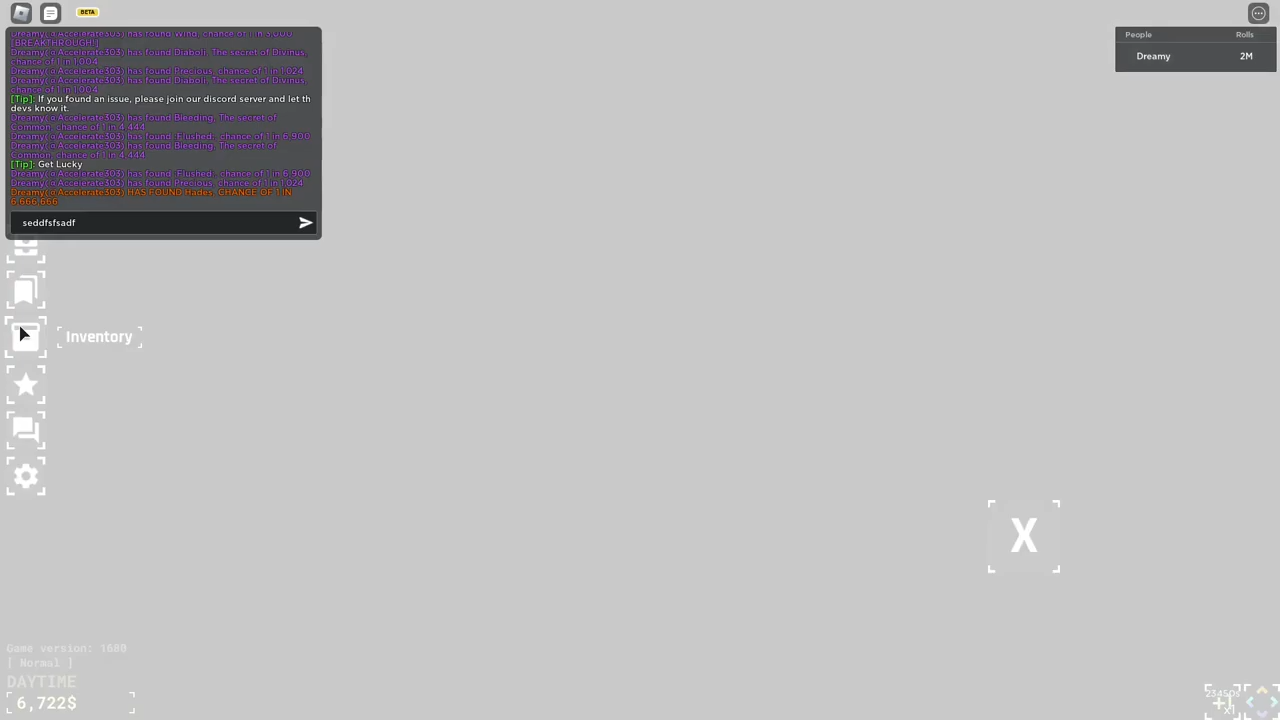 BETA
Dreamy(@Accelerate303) has found Wind, chance of 1 in 3,000
[BREAKTHROUGH!]
Dreamy(@Accelerate303) has found Diaboli, The secret of Divinus,
chance of 1 in 1,004
Dreamy(@Accelerate303) has found Precious, chance of 1 in 1,024
Dreamy(@Accelerate303) has found Diaboli, The secret of Divinus,
chance of 1 in 1,004
[Tip]: If you found an issue, please join our discord server and let th
devs know it.
Dreamy(@Accelerate303) has found Bleeding, The secret of
Common, chance of 1 in 4,444
Dreamy(@Accelerate303) has found :Flushed:, chance of 1 in 6,900
Dreamy(@Accelerate303) has found Bleeding, The secret of
Common, chance of 1 in 4,444
[Tip]: Get Lucky
Dreamy(@Accelerate303) has found :Flushed:, chance of 1 in 6,900
Dreamy(@Accelerate303) has found Precious, chance of 1 in 1,024
Dreamy(@Accelerate303) HAS FOUND Hades, CHANCE OF 1 IN
6,666,666
seddfsfsadf
People Rolls
Dreamy 2M
Inventory
X
Game version: 1680
[ Normal ]
DAYTIME
6,722$
23450s
+1
x1